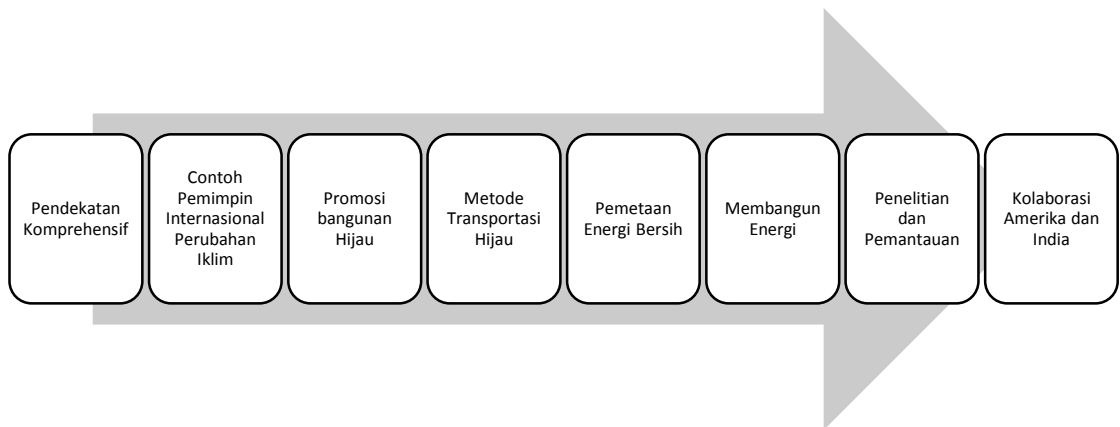 Pendekatan
Komprehensif
Contoh
Pemimpin
Internasional
Perubahan
Iklim
Promosi
bangunan
Hijau
Metode
Transportasi
Hijau
Pemetaan
Energi Bersih
Membangun
Energi
Penelitian
dan
Pemantauan
Kolaborasi
Amerika dan
India